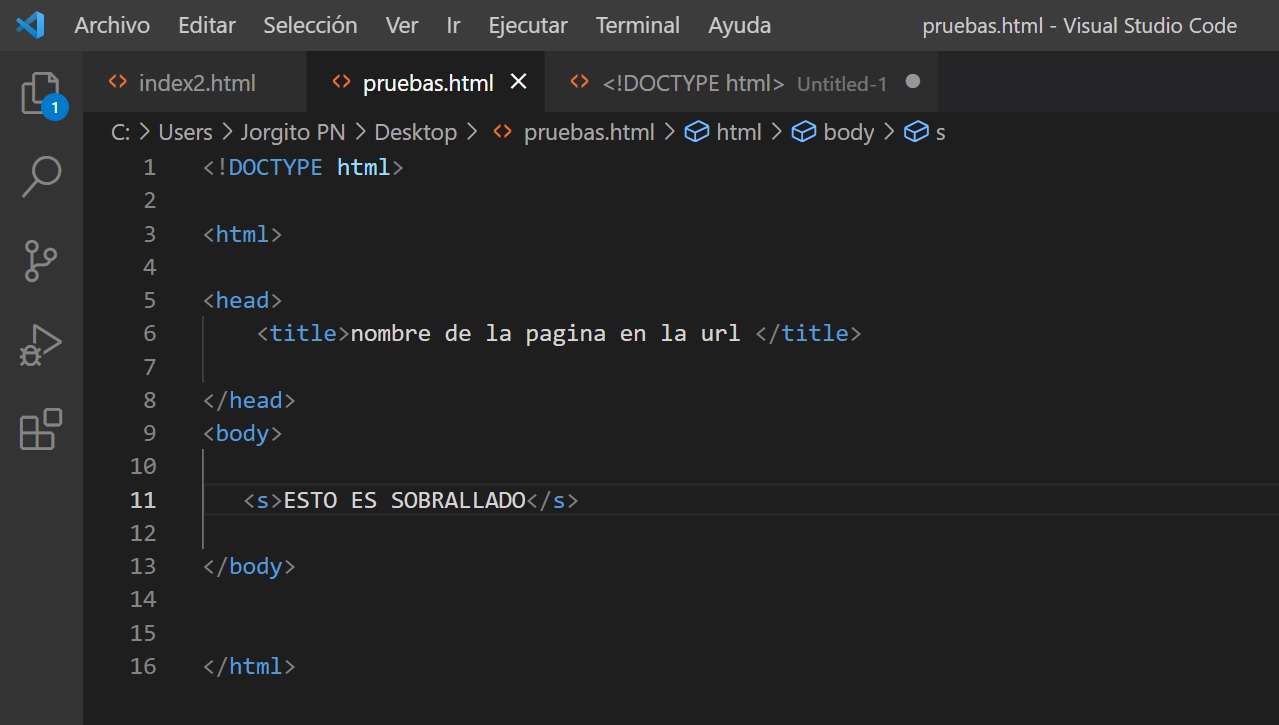 Archivo Editar Selección Ver Ir Ejecutar Terminal Ayuda pruebas.html - Visual Studio Code
1
index2.html pruebas.html <!DOCTYPE html> Untitled-1
C: > Users > Jorgito PN > Desktop > pruebas.html > html > body > s
1 <!DOCTYPE html>
2
3 <html>
4
5 <head>
6 <title>nombre de la pagina en la url </title>
7
8 </head>
9 <body>
10
11 <s>ESTO ES SOBRALLADO</s>
12
13 </body>
14
15
16 </html>